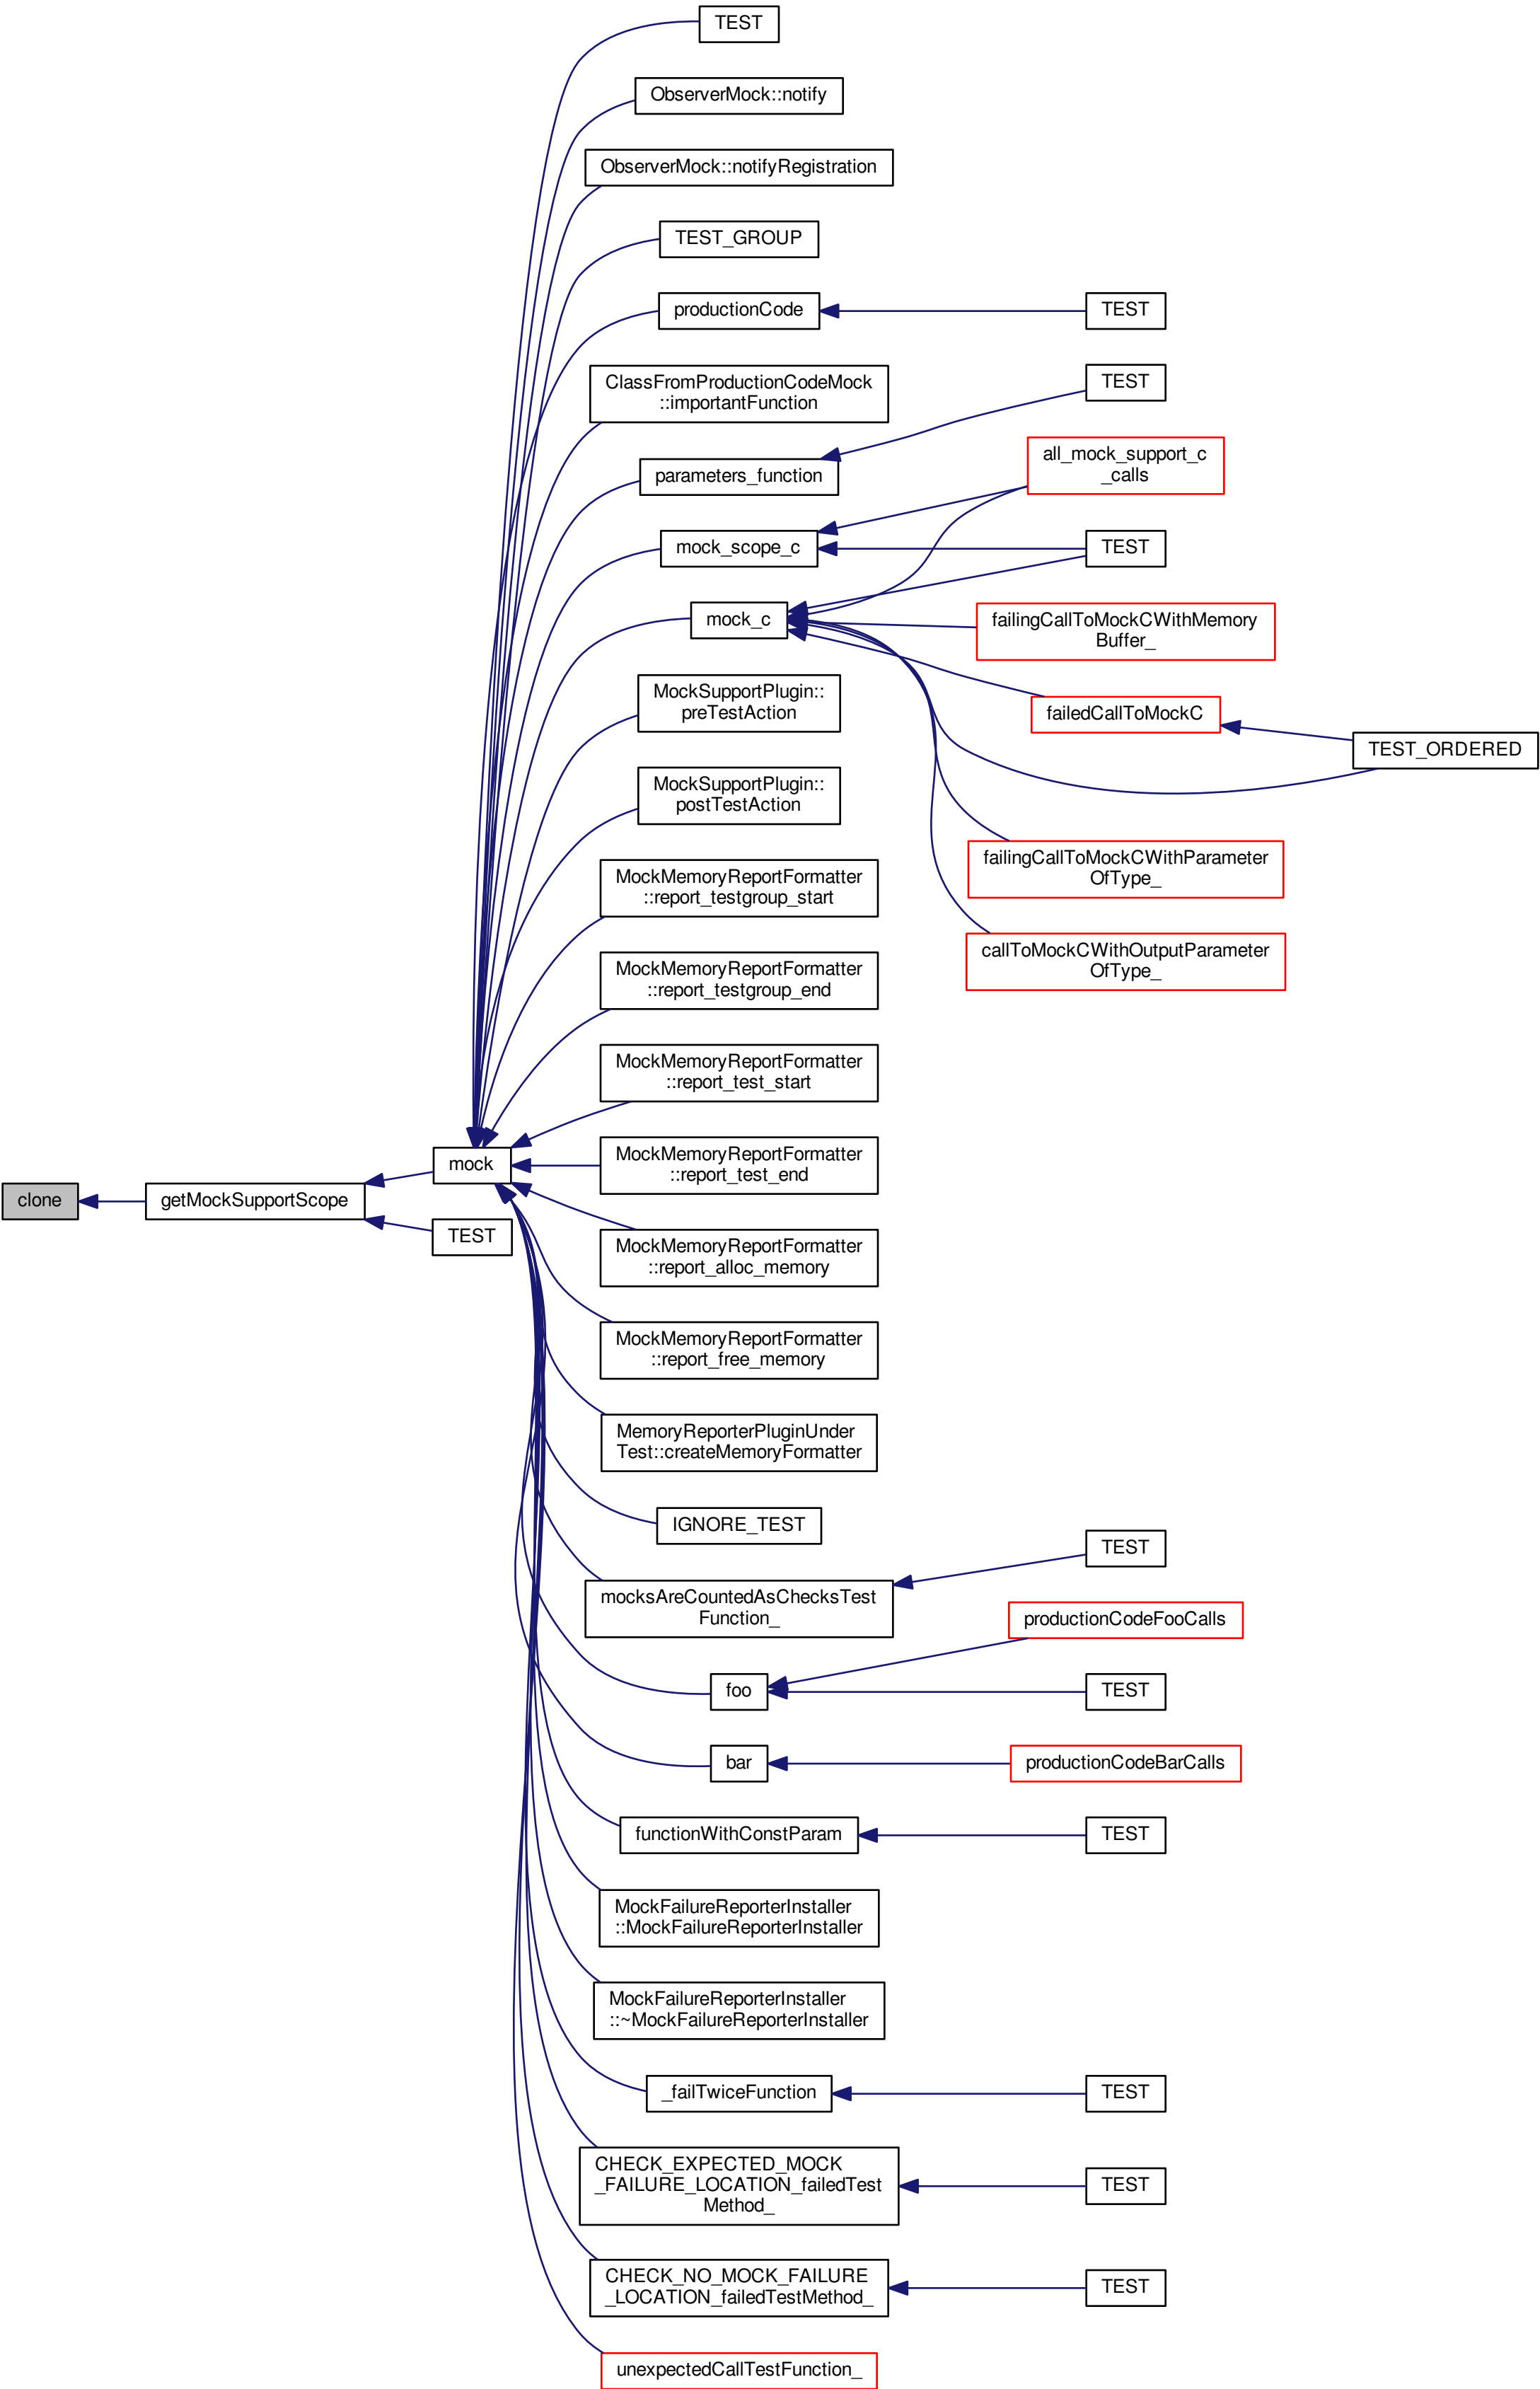 TEST
ObserverMock::notify
ObserverMock::notifyRegistration
TEST_GROUP
productionCode
TEST
ClassFromProductionCodeMock
::importantFunction
TEST
parameters_function
all_mock_support_c
_calls
mock_scope_c
TEST
mock_c
failingCallToMockCWithMemory
Buffer_
MockSupportPlugin::
preTestAction
failedCallToMockC
TEST_ORDERED
MockSupportPlugin::
postTestAction
failingCallToMockCWithParameter
OfType_
MockMemoryReportFormatter
::report_testgroup_start
callToMockCWithOutputParameter
OfType_
MockMemoryReportFormatter
::report_testgroup_end
MockMemoryReportFormatter
::report_test_start
MockMemoryReportFormatter
::report_test_end
mock
clone
getMockSupportScope
TEST
MockMemoryReportFormatter
::report_alloc_memory
MockMemoryReportFormatter
::report_free_memory
MemoryReporterPluginUnder
Test::createMemoryFormatter
IGNORE_TEST
TEST
mocksAreCountedAsChecksTest
Function_
productionCodeFooCalls
foo
TEST
bar
productionCodeBarCalls
functionWithConstParam
TEST
MockFailureReporterInstaller
::MockFailureReporterInstaller
MockFailureReporterInstaller
::~MockFailureReporterInstaller
_failTwiceFunction
TEST
CHECK_EXPECTED_MOCK
_FAILURE_LOCATION_failedTest
Method_
TEST
CHECK_NO_MOCK_FAILURE
_LOCATION_failedTestMethod_
TEST
unexpectedCallTestFunction_